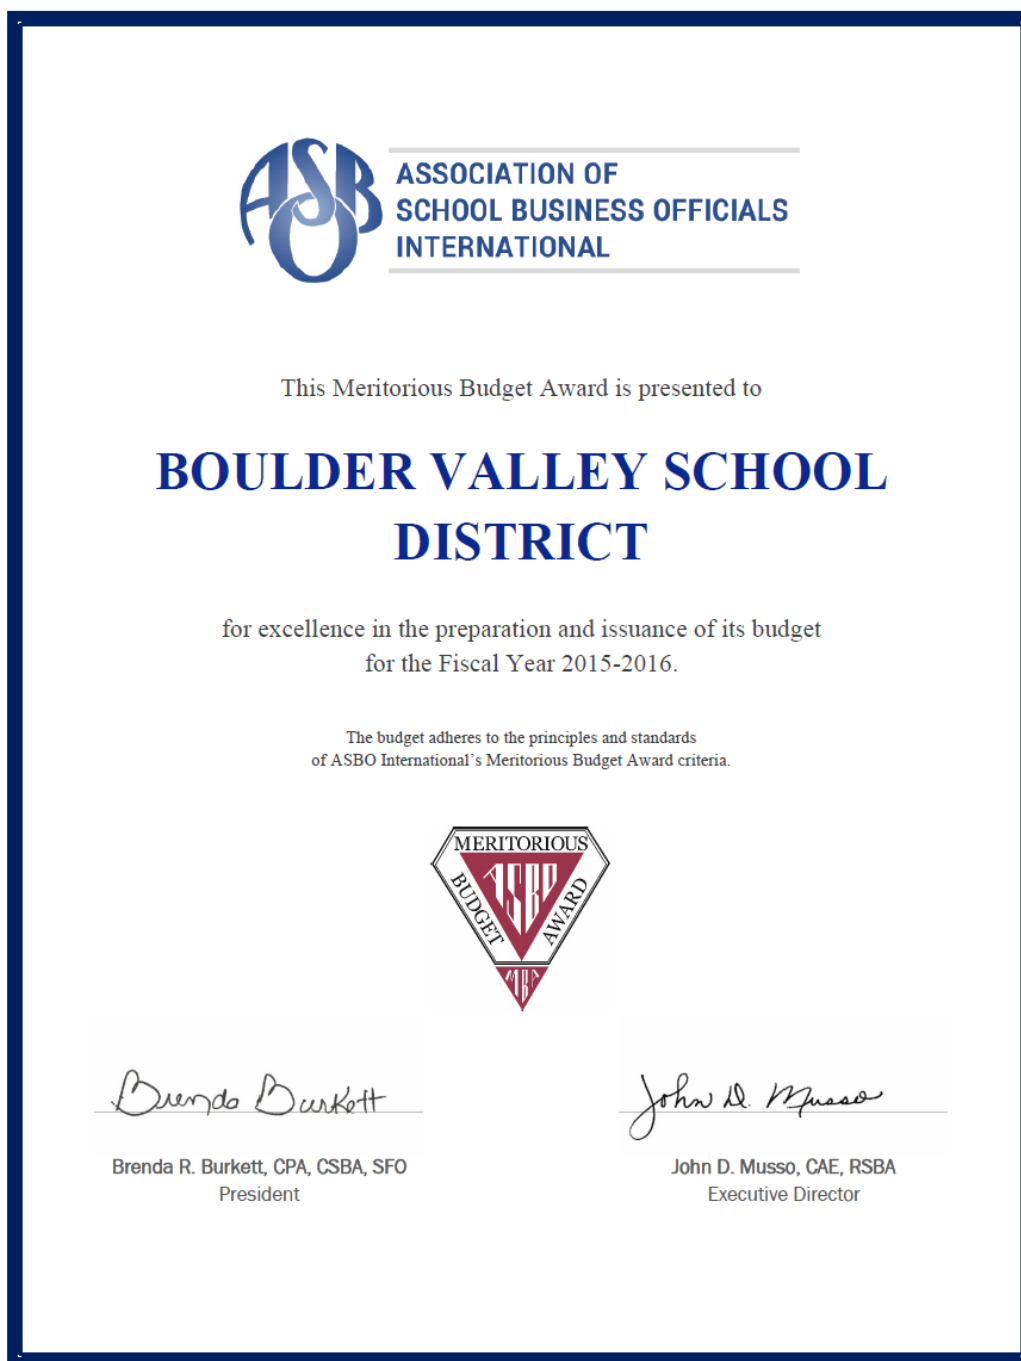 ASBO
ASSOCIATION OF
SCHOOL BUSINESS OFFICIALS
INTERNATIONAL
This Meritorious Budget Award is presented to
BOULDER VALLEY SCHOOL
DISTRICT
for excellence in the preparation and issuance of its budget
for the Fiscal Year 2015-2016.
The budget adheres to the principles and standards
of ASBO International’s Meritorious Budget Award criteria.
MERITORIOUS
BUDGET
ASBO
AWARD
MBA
Brenda Burkett
John D. Musso
Brenda R. Burkett, CPA, CSBA, SFO
John D. Musso, CAE, RSBA
President
Executive Director